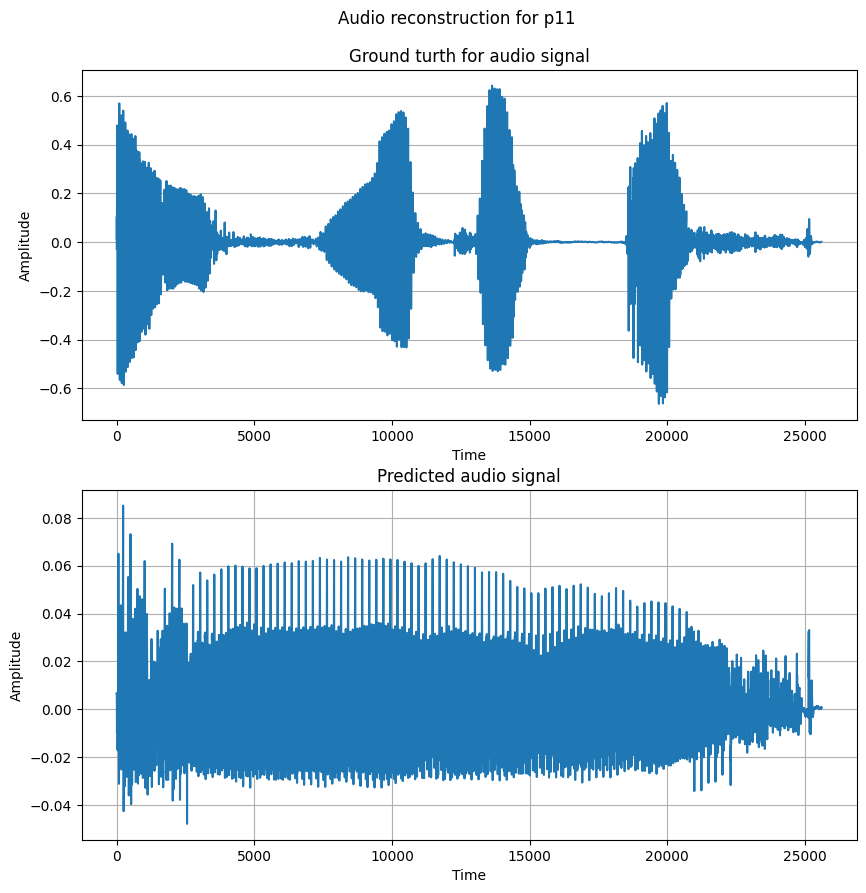 Audio reconstruction for p11
Ground turth for audio signal
Amplitude
0.6
0.4
0.2
0.0
−0.2
−0.4
−0.6
0 5000 10000 15000 20000 25000
Time
Predicted audio signal
Amplitude
0.08
0.06
0.04
0.02
0.00
−0.02
−0.04
0 5000 10000 15000 20000 25000
Time